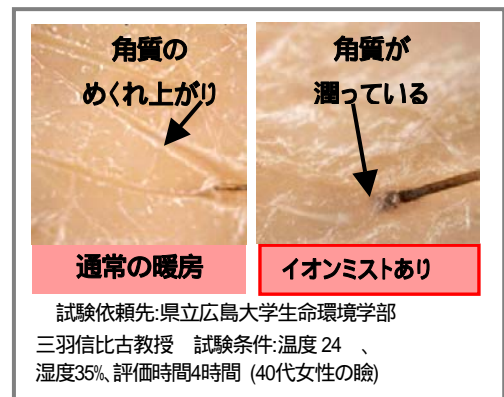 角質の
めくれ上がり
角質が
潤っている
通常の暖房
イオンミストあり
試験依頼先:県立広島大学生命環境学部
三羽信比古教授 試験条件:温度 24 、
湿度35%、評価時間4時間 (40代女性の瞼)